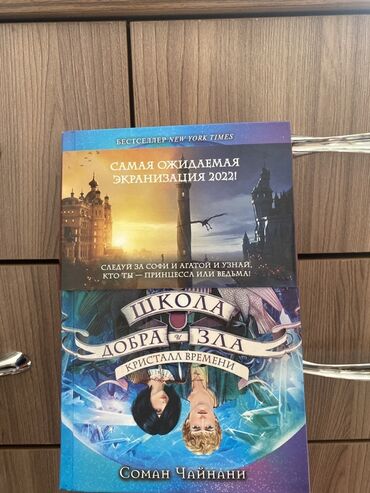 БЕСТСЕЛЛЕР NEW YORK TIMES
САМАЯ ОЖИДАЕМАЯ
ЭКРАНИЗАЦИЯ 2022!
СЛЕДУЙ ЗА СОФИ И АГАТОЙ И УЗНАЙ,
КТО ТЫ — ПРИНЦЕССА ИЛИ ВЕДЬМА!
ШКОЛА
ДОБРА И ЗЛА
КРИСТАЛЛ ВРЕМЕНИ
СОМАН ЧАЙНАНИ